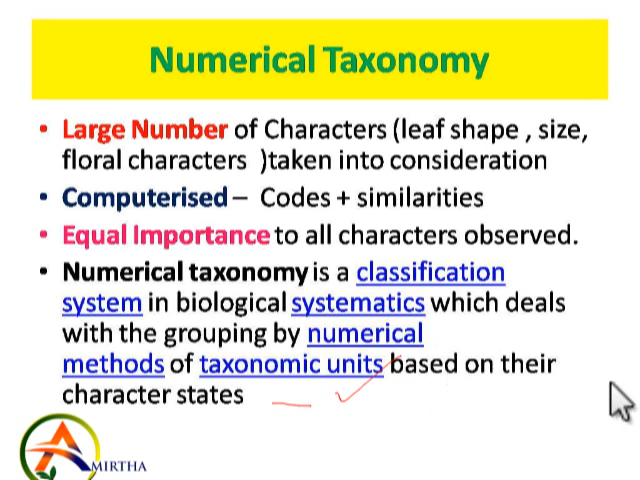 Numerical Taxonomy
• Large Number of Characters (leaf shape , size,
floral characters )taken into consideration
• Computerised – Codes + similarities
• Equal Importance to all characters observed.
• Numerical taxonomy is a classification
system in biological systematics which deals
with the grouping by numerical
methods of taxonomic units based on their
character states
AMIRTHA